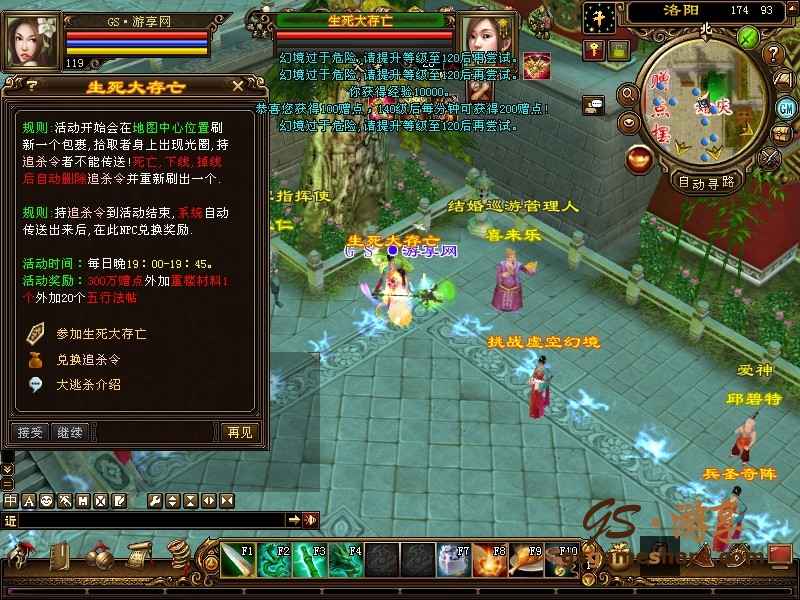 GS·游享网
119
生死大存亡
洛阳 174 93
北
幻境过于危险,请提升等级至120后再尝试。
幻境过于危险,请提升等级至120后再尝试。
你获得经验10000。
恭喜您获得100赠点！140级后每分钟可获得200赠点！
幻境过于危险,请提升等级至120后再尝试。
自动寻路
GM
? 生死大存亡
规则:活动开始会在地图中心位置刷
新一个包裹,拾取者身上出现光圈,持
追杀令者不能传送!死亡,下线,掉线
后自动删除追杀令并重新刷出一个.
规则:持追杀令到活动结束,系统自动
传送出来后,在此NPC兑换奖励.
活动时间：每日晚19：00-19：45。
活动奖励：300万赠点外加重楼材料1
个外加20个五行法帖
参加生死大存亡
兑换追杀令
大逃杀介绍
接受 继续 再见
指挥使
结婚巡游管理人
喜来乐
生死大存亡
GS·游享网
挑战虚空幻境
爱神
邱碧特
兵圣奇阵
中 A
近
F1 F2 F3 F4 F7 F8 F9 F10
GS·游享